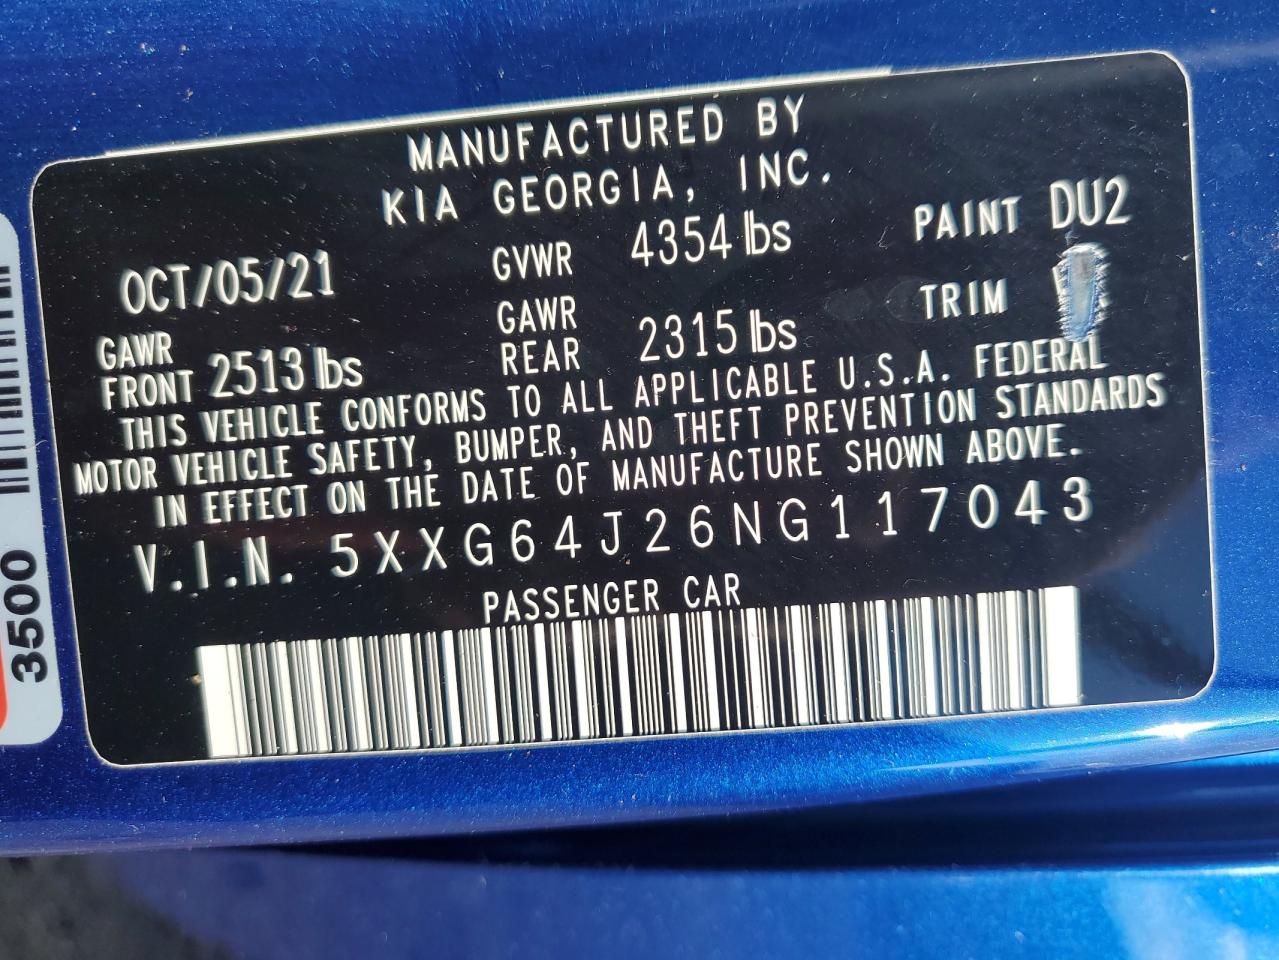 MANUFACTURED BY
KIA GEORGIA, INC.
OCT/05/21 GVWR 4354 lbs PAINT DU2
GAWR FRONT 2513 lbs GAWR REAR 2315 lbs TRIM
THIS VEHICLE CONFORMS TO ALL APPLICABLE U.S.A. FEDERAL
MOTOR VEHICLE SAFETY, BUMPER, AND THEFT PREVENTION STANDARDS
IN EFFECT ON THE DATE OF MANUFACTURE SHOWN ABOVE.
V.I.N. 5XXG64J26NG117043
PASSENGER CAR
3500